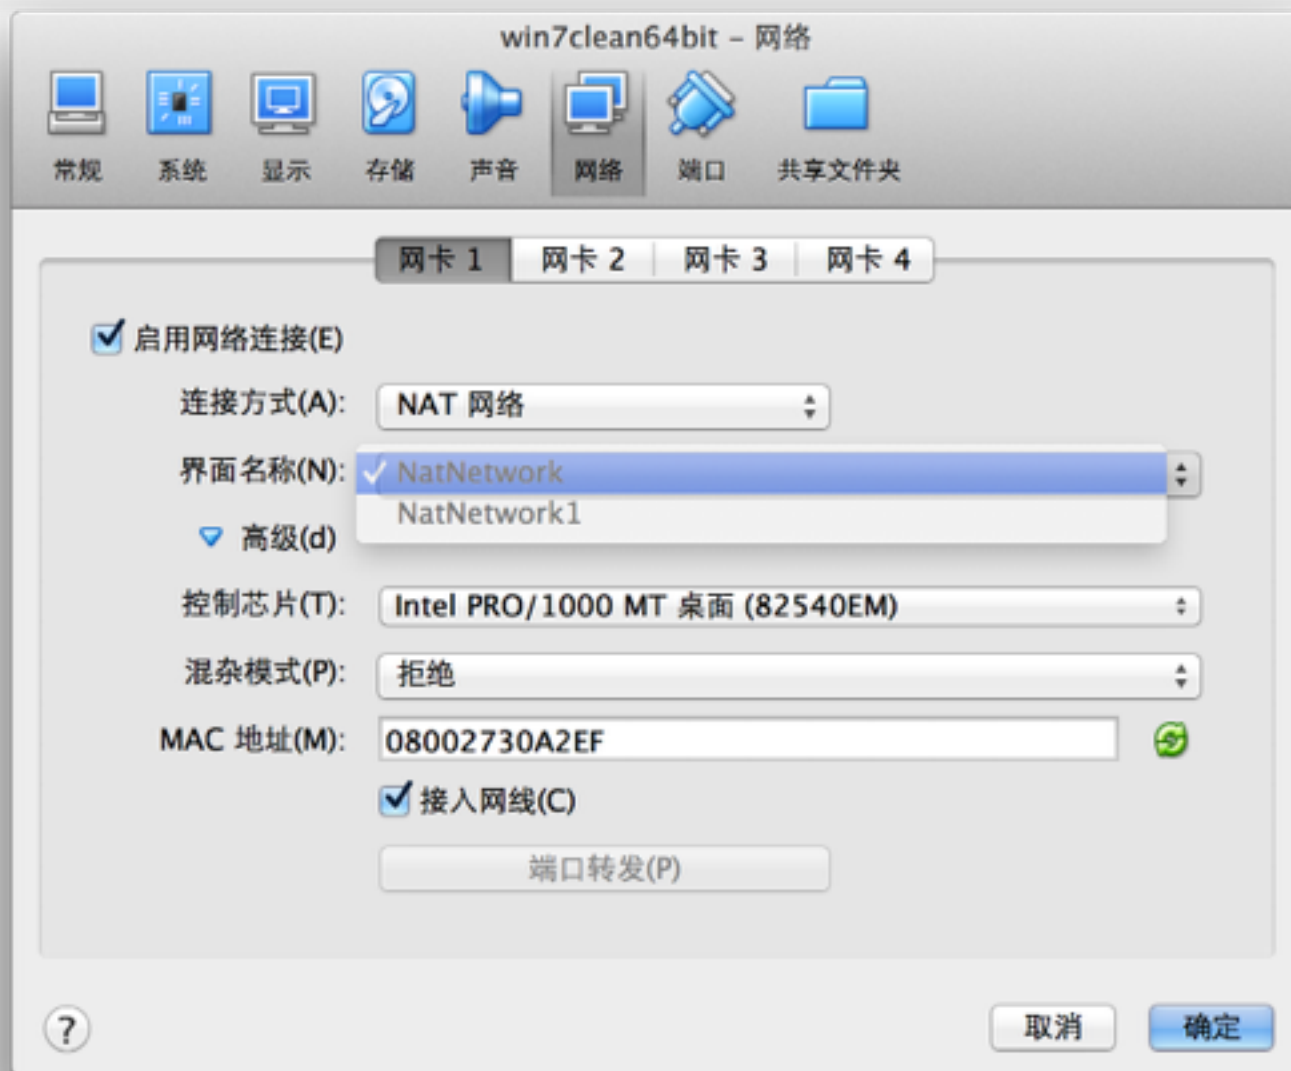 win7clean64bit – 网络
常规 系统 显示 存储 声音 网络 端口 共享文件夹
网卡 1 网卡 2 网卡 3 网卡 4
启用网络连接(E)
连接方式(A): NAT 网络
界面名称(N): NatNetwork
NatNetwork1
高级(d)
控制芯片(T): Intel PRO/1000 MT 桌面 (82540EM)
混杂模式(P): 拒绝
MAC 地址(M): 08002730A2EF
接入网线(C)
端口转发(P)
? 取消 确定